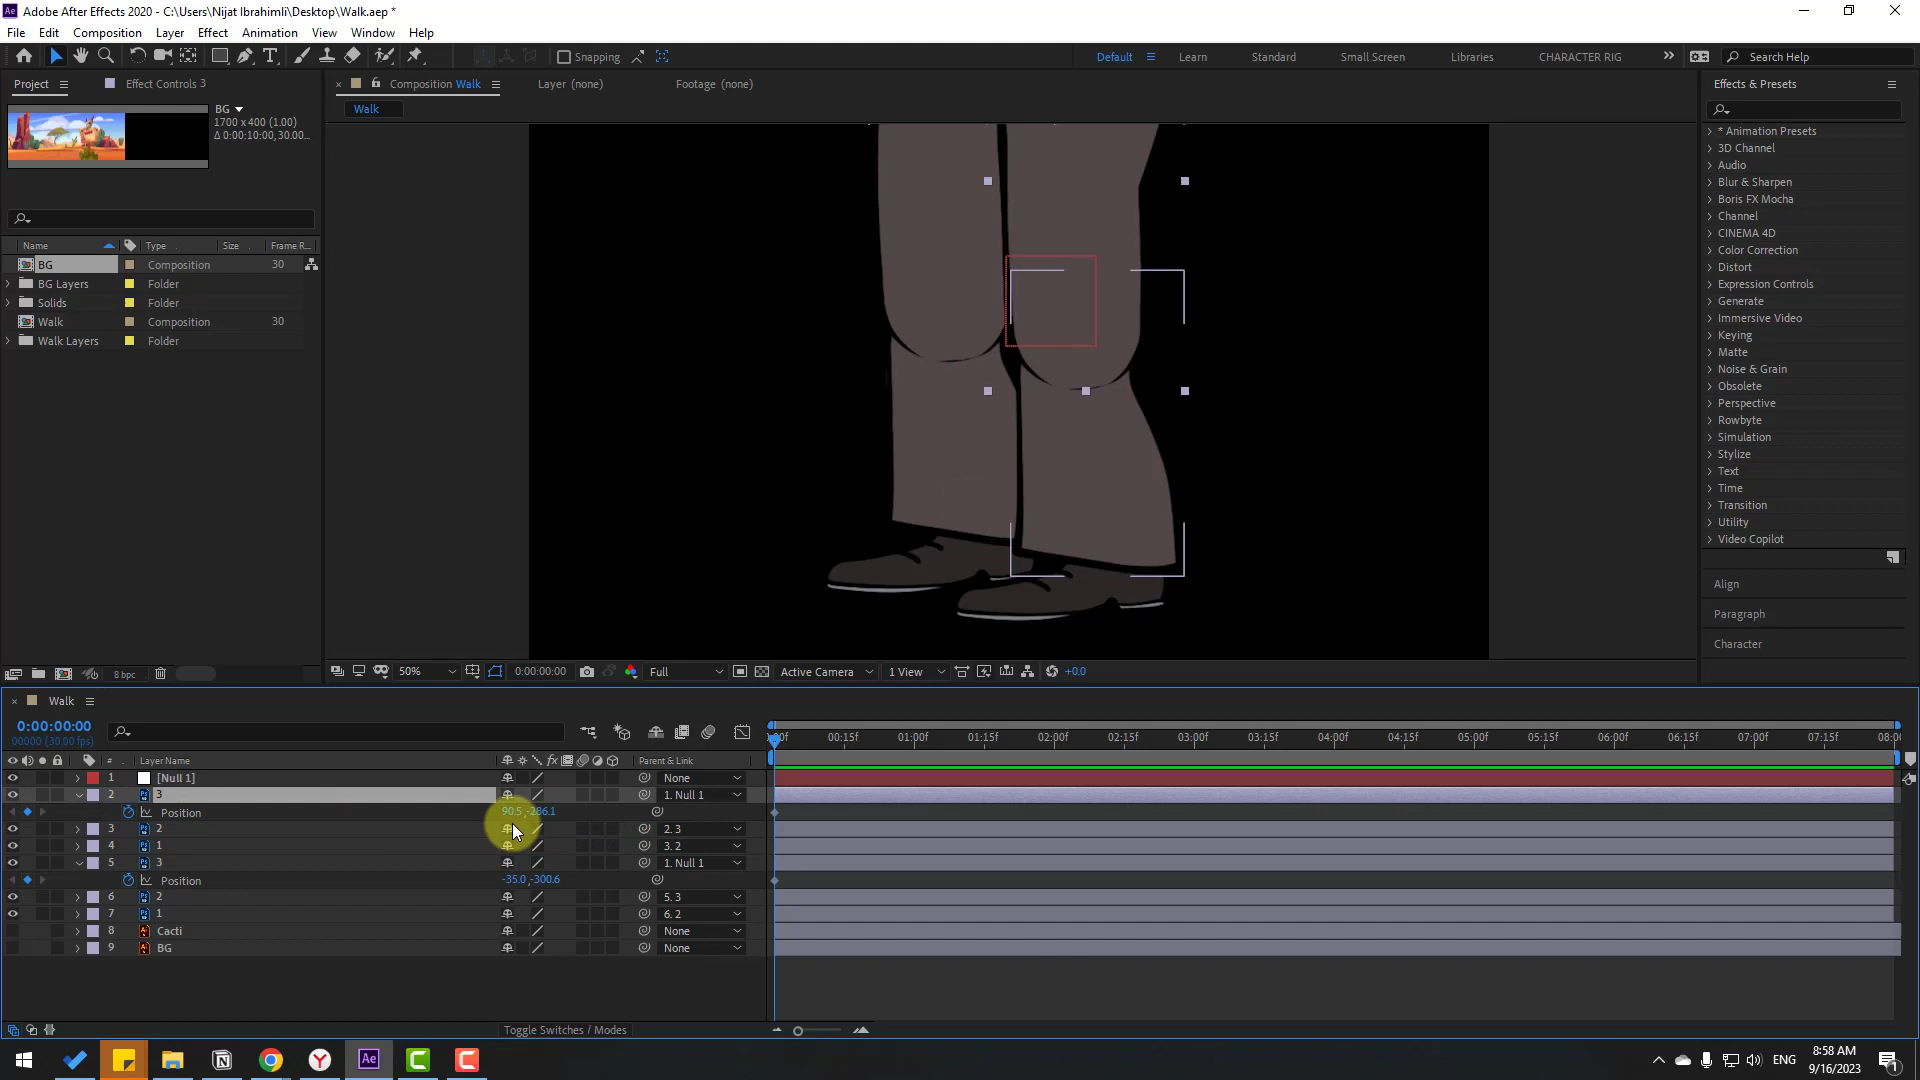 Adobe After Effects 2020 - C:\Users\Nijat Ibrahimli\Desktop\Walk.aep *
File Edit Composition Layer Effect Animation View Window Help
Snapping Default Learn Standard Small Screen Libraries CHARACTER RIG Search Help
Project Effect Controls 3 Composition Walk Layer (none) Footage (none) Effects & Presets
Walk
BG
1700 x 400 (1.00)
Δ 0:00:10:00, 30.00...
Name Type Size Frame R...
BG Composition 30
BG Layers Folder
Solids Folder
Walk Composition 30
Walk Layers Folder
* Animation Presets
3D Channel
Audio
Blur & Sharpen
Boris FX Mocha
Channel
CINEMA 4D
Color Correction
Distort
Expression Controls
Generate
Immersive Video
Keying
Matte
Noise & Grain
Obsolete
Perspective
Rowbyte
Simulation
Stylize
Text
Time
Transition
Utility
Video Copilot
Align
Paragraph
Character
8 bpc 50% 0:00:00:00 Full Active Camera 1 View +0.0
Walk
0:00:00:00
00000 (30.00 fps)
00f 00:15f 01:00f 01:15f 02:00f 02:15f 03:00f 03:15f 04:00f 04:15f 05:00f 05:15f 06:00f 06:15f 07:00f 07:15f 08:00
# Layer Name fx Parent & Link
1 [Null 1] None
2 3 1. Null 1
Position 90.5,-286.1
3 2 2. 3
4 1 3. 2
5 3 1. Null 1
Position -35.0,-300.6
6 2 5. 3
7 1 6. 2
8 Cacti None
9 BG None
Toggle Switches / Modes
ENG 8:58 AM
9/16/2023
1